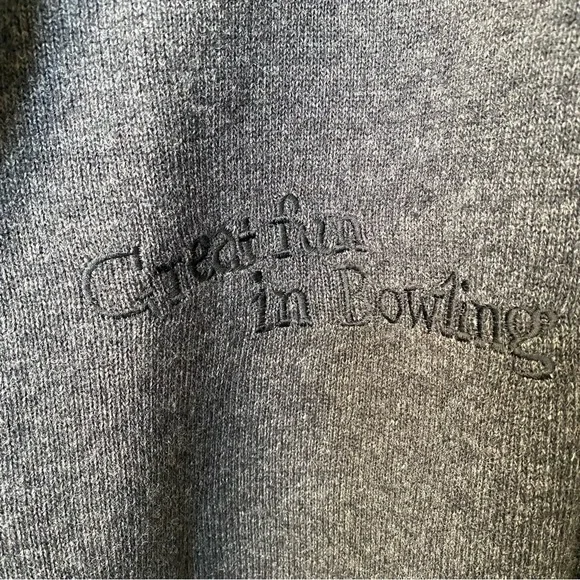 Great fun
in Bowling